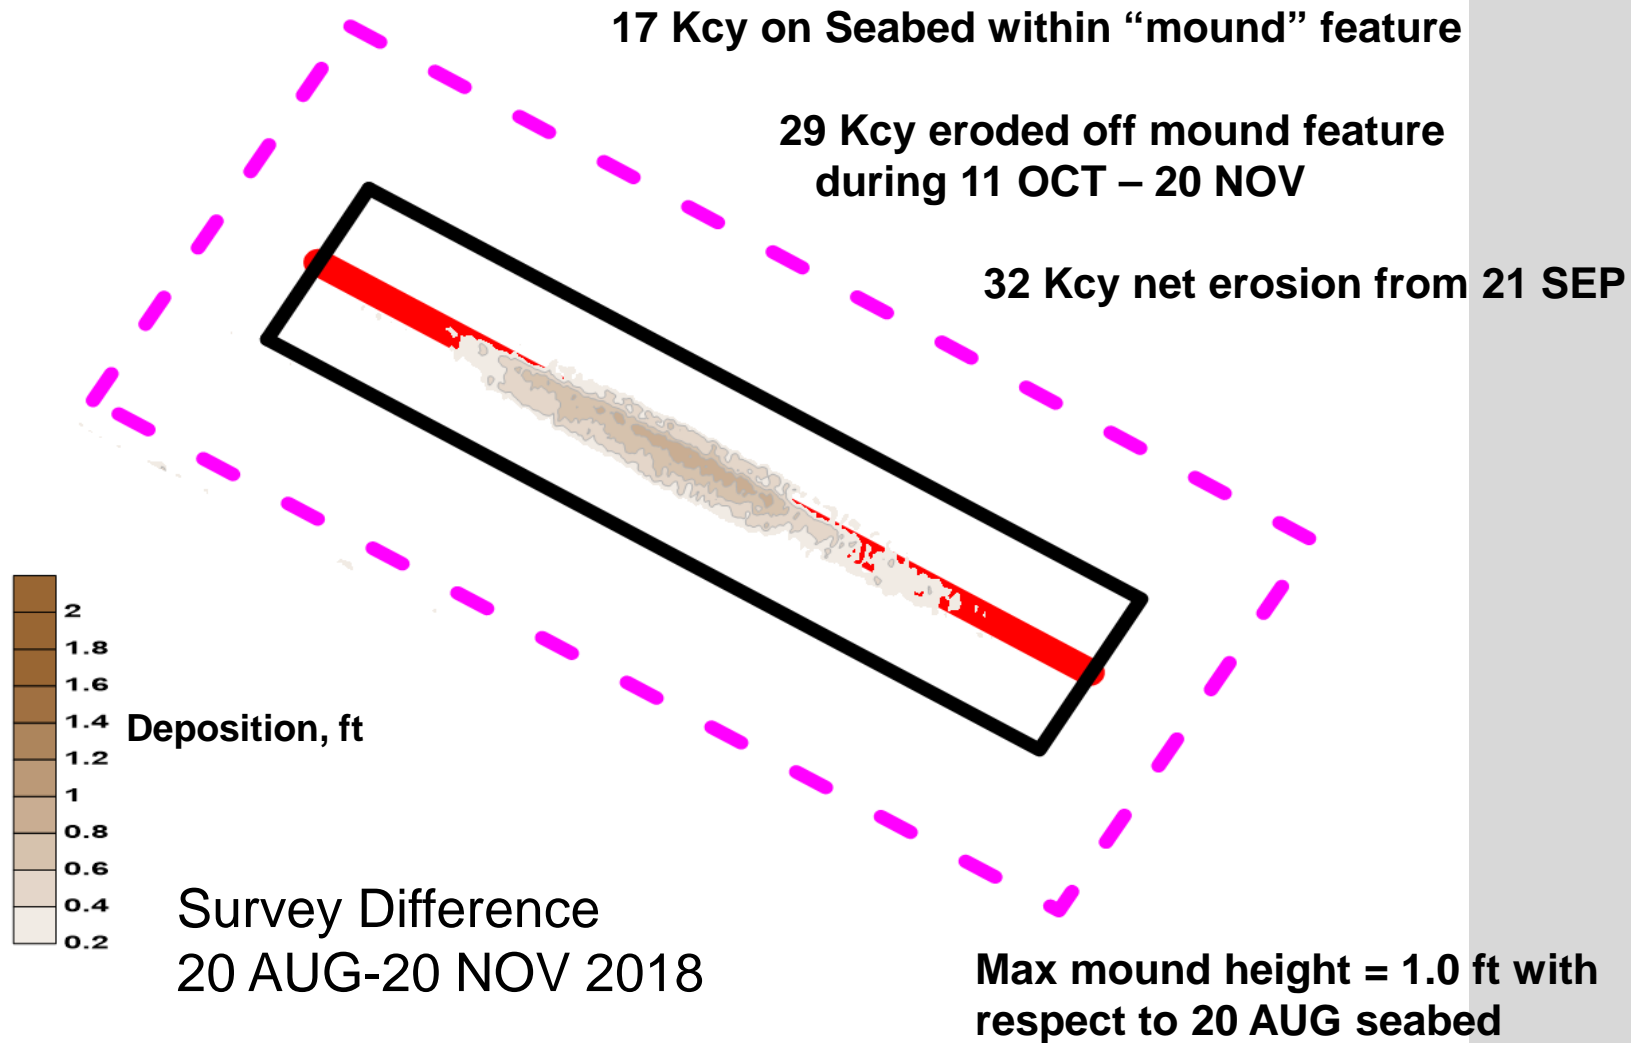 17 Kcy on Seabed within “mound” feature
29 Kcy eroded off mound feature
during 11 OCT – 20 NOV
32 Kcy net erosion from 21 SEP
2
1.8
1.6
1.4
1.2
1
0.8
0.6
0.4
0.2
Deposition, ft
Survey Difference
20 AUG-20 NOV 2018
Max mound height = 1.0 ft with
respect to 20 AUG seabed